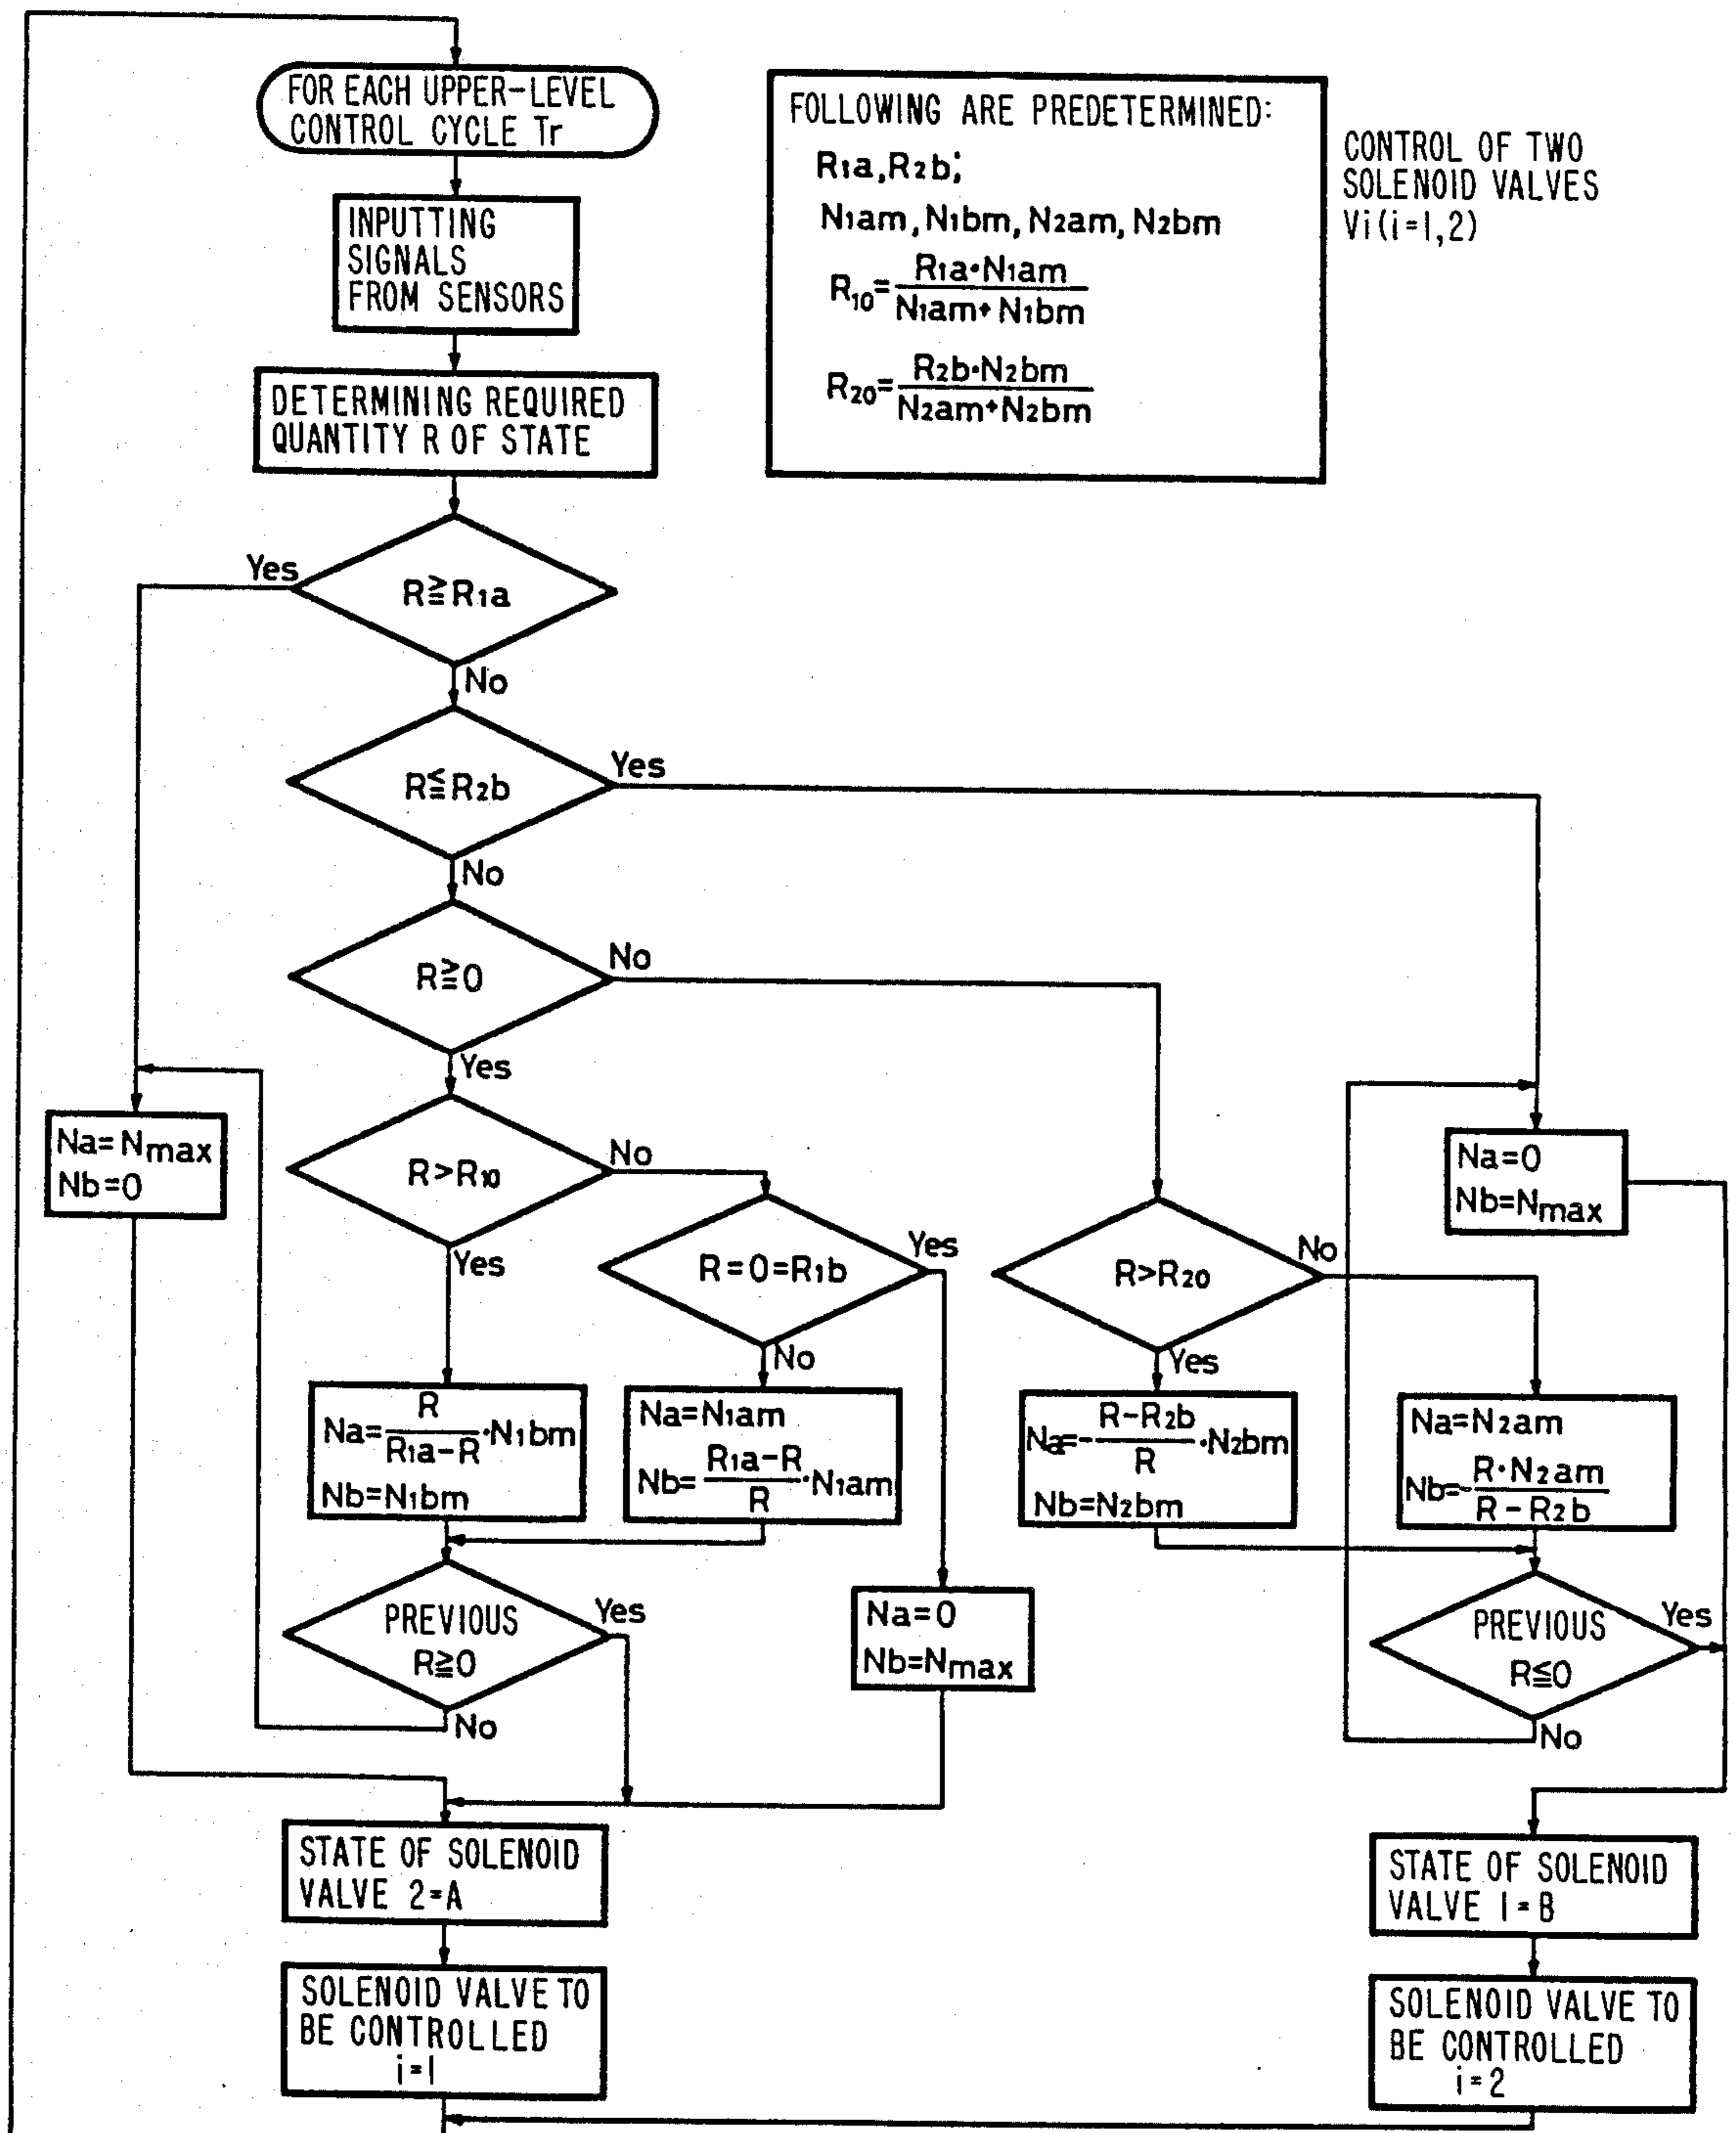 FOR EACH UPPER-LEVEL
CONTROL CYCLE Tr
INPUTTING
SIGNALS
FROM SENSORS
DETERMINING REQUIRED
QUANTITY R OF STATE
FOLLOWING ARE PREDETERMINED:
R1a,R2b;
N1am, N1bm, N2am, N2bm
R10=R1a·N1am/N1am+N1bm
R20=R2b·N2bm/N2am+N2bm
CONTROL OF TWO
SOLENOID VALVES
Vi(i=1,2)
Yes
R≧R1a
No
R≦R2b
Yes
No
R≧0
No
Yes
Na=Nmax
Nb=0
R>R10
No
Yes
R=0=R1b
Yes
No
R>R20
No
Yes
Na=0
Nb=Nmax
Na=R/R1a-R·N1bm
Nb=N1bm
Na=N1am
Nb=R1a-R/R·N1am
Na=-R-R2b/R·N2bm
Nb=N2bm
Na=N2am
Nb=-R·N2am/R-R2b
PREVIOUS
R≧0
Yes
No
Na=0
Nb=Nmax
PREVIOUS
R≦0
Yes
No
STATE OF SOLENOID
VALVE 2=A
SOLENOID VALVE TO
BE CONTROLLED
i=1
STATE OF SOLENOID
VALVE 1=B
SOLENOID VALVE TO
BE CONTROLLED
i=2